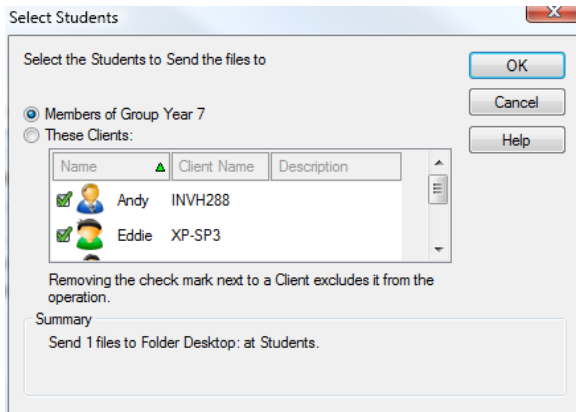 Select Students
Select the Students to Send the files to
OK
Members of Group Year 7
Cancel
These Clients:
Help
Name Client Name Description
Andy INVH288
Eddie XP-SP3
Removing the check mark next to a Client excludes it from the
operation.
Summary
Send 1 files to Folder Desktop: at Students.